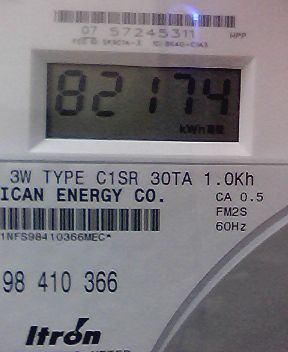 07 57245311
MPP
82174
kWh
3W TYPE C1SR 30TA 1.0Kh
ICAN ENERGY CO.
CA 0.5
FM2S
60Hz
1NFS98410366MEC*
98 410 366
Itron